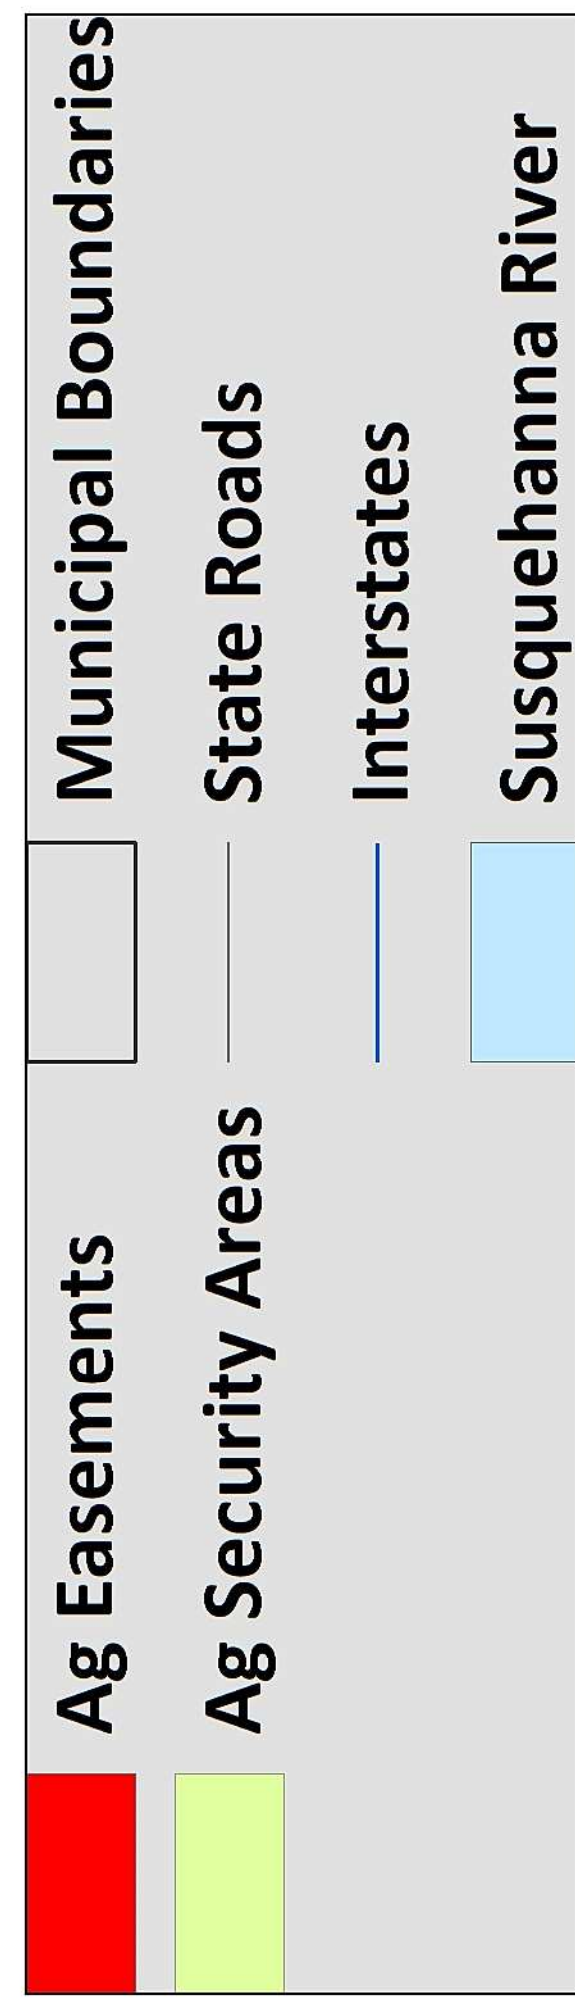 Ag Easements
Ag Security Areas
Municipal Boundaries
State Roads
Interstates
Susquehanna River